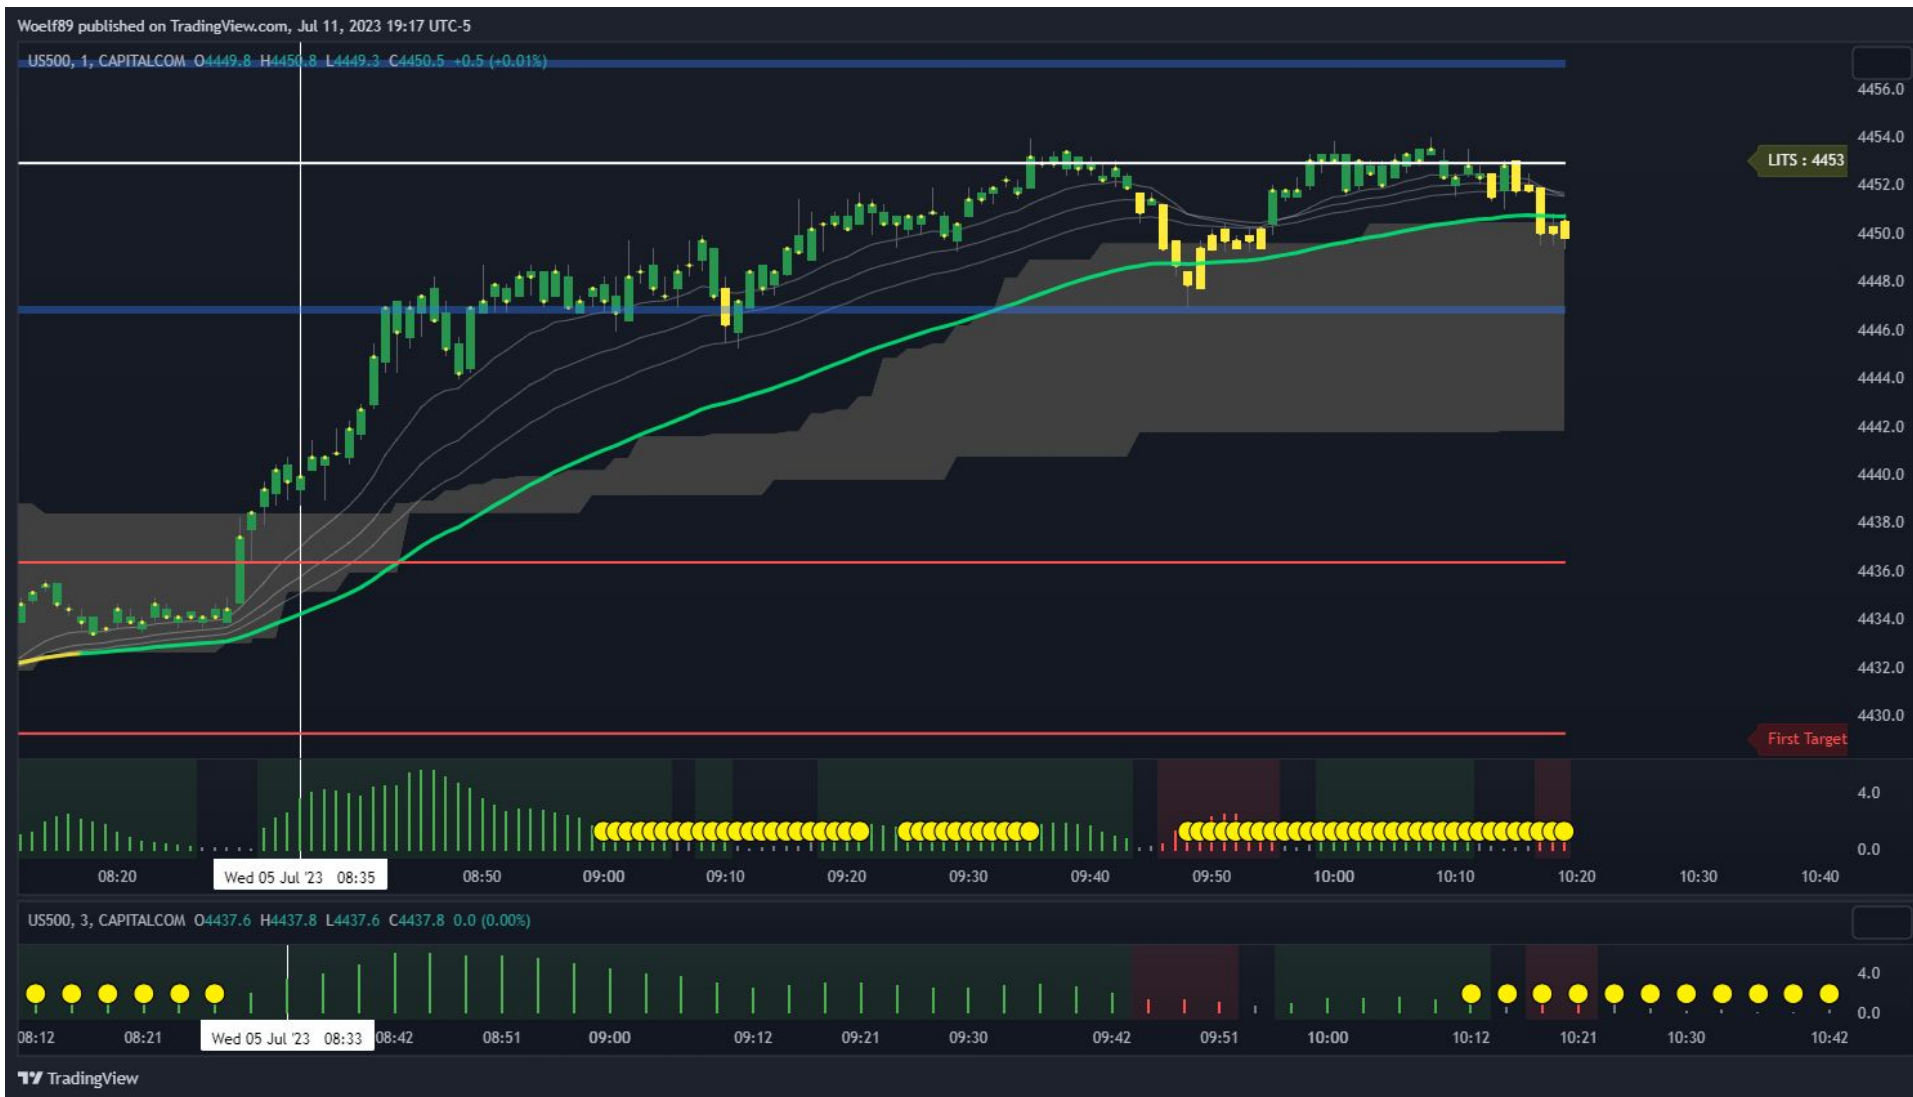 Woelf89 published on TradingView.com, Jul 11, 2023 19:17 UTC-5
US500, 1, CAPITALCOM O4449.8 H4450.8 L4449.3 C4450.5 +0.5 (+0.01%)
4456.0
4454.0
LITS : 4453
4452.0
4450.0
4448.0
4446.0
4444.0
4442.0
4440.0
4438.0
4436.0
4434.0
4432.0
4430.0
First Target
4.0
0.0
08:20 Wed 05 Jul '23 08:35 08:50 09:00 09:10 09:20 09:30 09:40 09:50 10:00 10:10 10:20 10:30 10:40
US500, 3, CAPITALCOM O4437.6 H4437.8 L4437.6 C4437.8 0.0 (0.00%)
4.0
0.0
08:12 08:21 Wed 05 Jul '23 08:33 08:42 08:51 09:00 09:12 09:21 09:30 09:42 09:51 10:00 10:12 10:21 10:30 10:42
TradingView